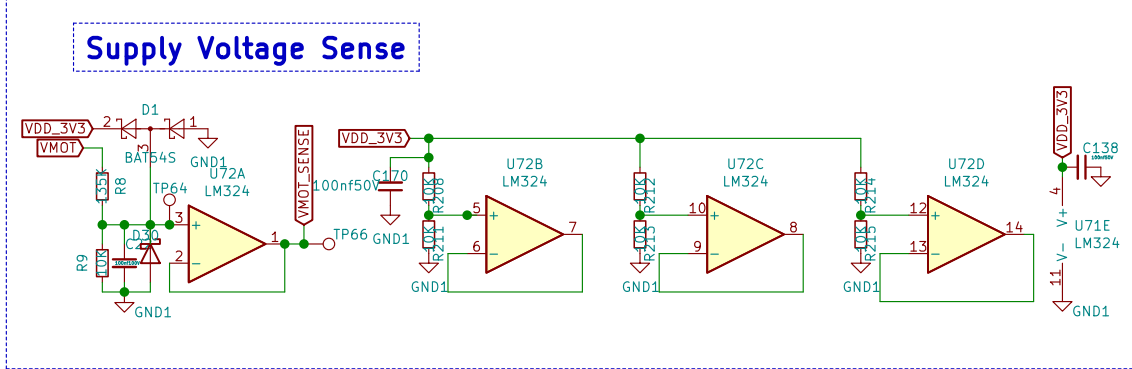 Supply Voltage Sense
D1
VDD_3V3
2
1
3
VMOT
BAT54S
GND1
U72A
LM324
135K
R8
TP64
3
2
1
VMOT_SENSE
TP66
R9
10K
100nf100V
D30
GND1
VDD_3V3
100nf50V
C170
GND1
10K
R208
10K
R211
GND1
U72B
LM324
5
6
7
10K
R212
10K
R213
GND1
U72C
LM324
10
9
8
10K
R214
10K
R215
GND1
U72D
LM324
12
13
14
VDD_3V3
C138
100nf50V
4
V+
V-
11
U71E
LM324
GND1